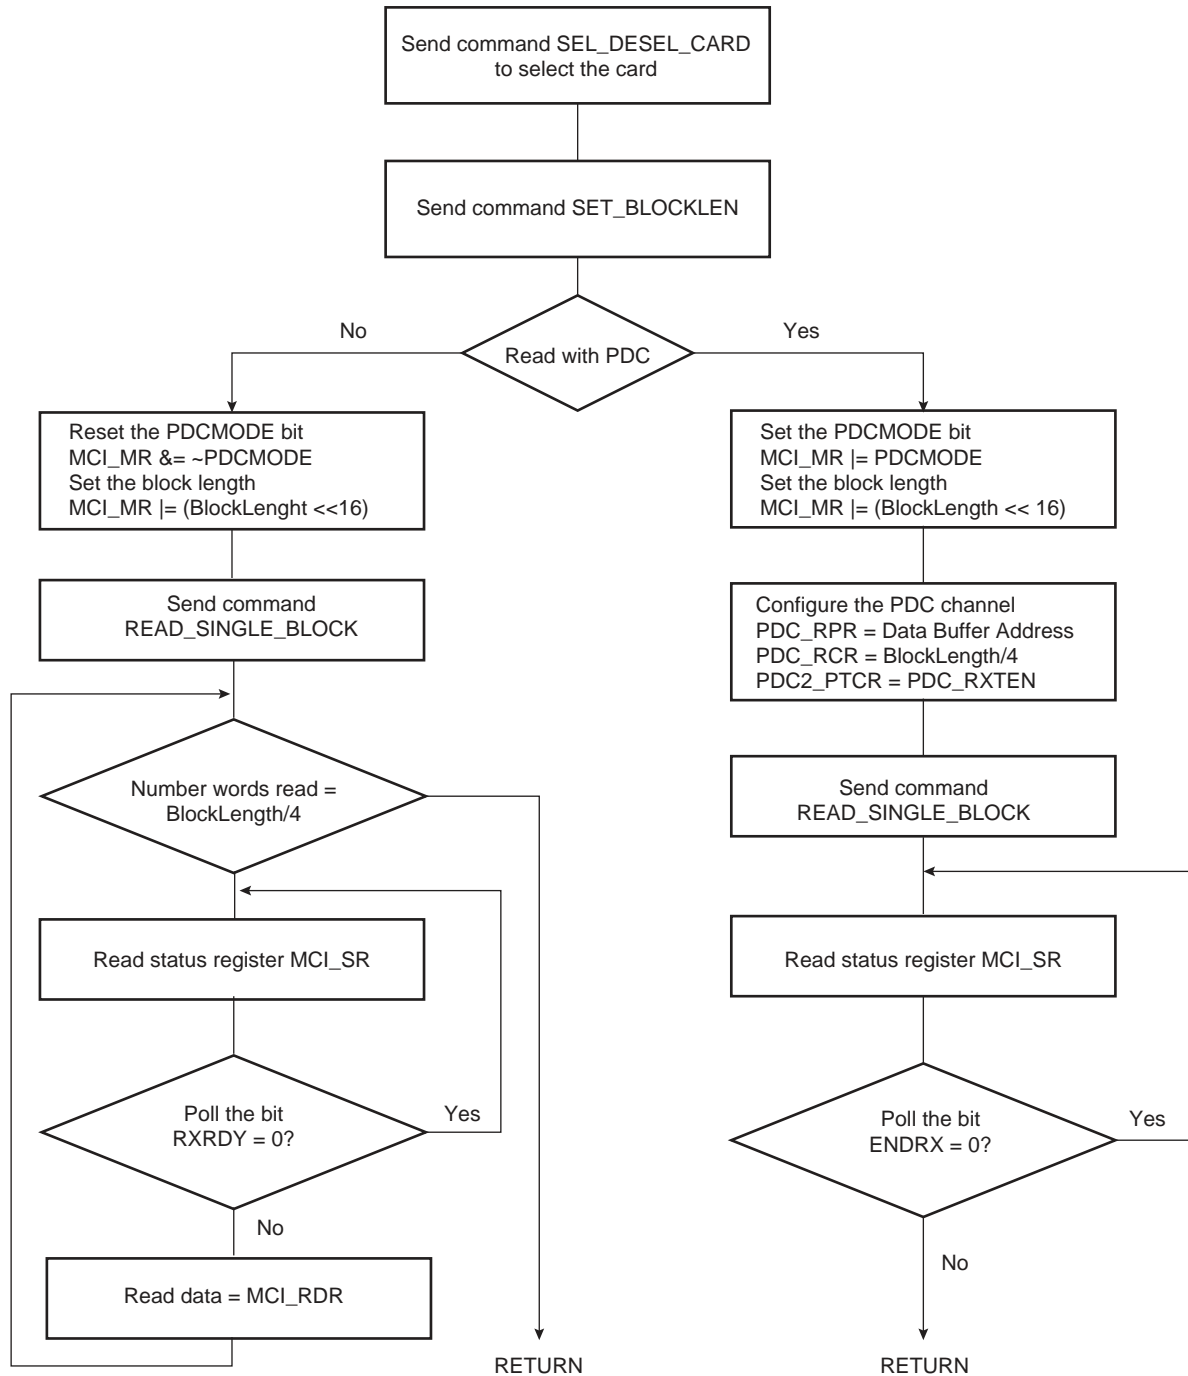 Send command SEL_DESEL_CARD
to select the card
Send command SET_BLOCKLEN
No
Yes
Read with PDC
Reset the PDCMODE bit
MCI_MR &= ~PDCMODE
Set the block length
MCI_MR |= (BlockLenght <<16)
Send command
READ_SINGLE_BLOCK
Number words read =
BlockLength/4
Read status register MCI_SR
Poll the bit
RXRDY = 0?
Yes
No
Read data = MCI_RDR
RETURN
Set the PDCMODE bit
MCI_MR |= PDCMODE
Set the block length
MCI_MR |= (BlockLength << 16)
Configure the PDC channel
PDC_RPR = Data Buffer Address
PDC_RCR = BlockLength/4
PDC2_PTCR = PDC_RXTEN
Send command
READ_SINGLE_BLOCK
Read status register MCI_SR
Poll the bit
ENDRX = 0?
Yes
No
RETURN